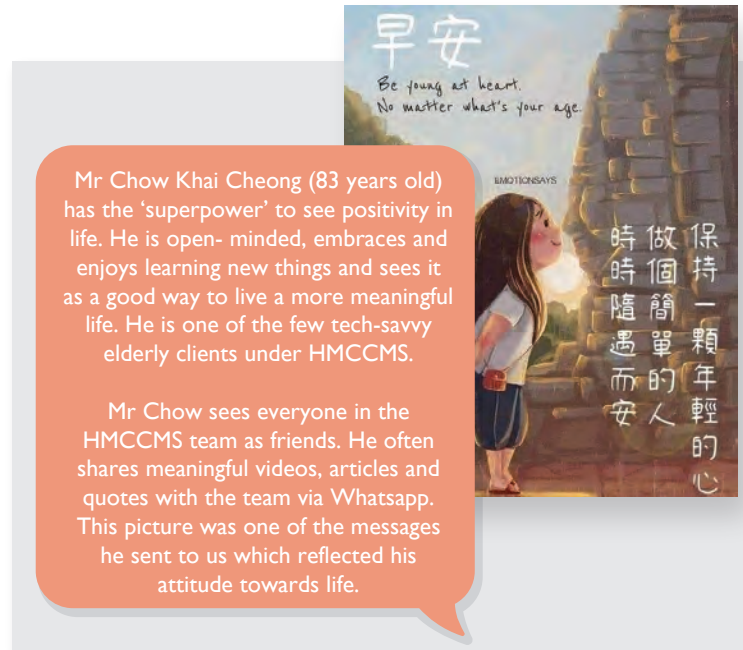 早安
Be young at heart.
No matter what's your age.
EMOTIONSAYS
保持一顆年輕的心
做個簡單的人
時時隨遇而安
Mr Chow Khai Cheong (83 years old)
has the ‘superpower’ to see positivity in
life. He is open- minded, embraces and
enjoys learning new things and sees it
as a good way to live a more meaningful
life. He is one of the few tech-savvy
elderly clients under HMCCMS.
Mr Chow sees everyone in the
HMCCMS team as friends. He often
shares meaningful videos, articles and
quotes with the team via Whatsapp.
This picture was one of the messages
he sent to us which reflected his
attitude towards life.